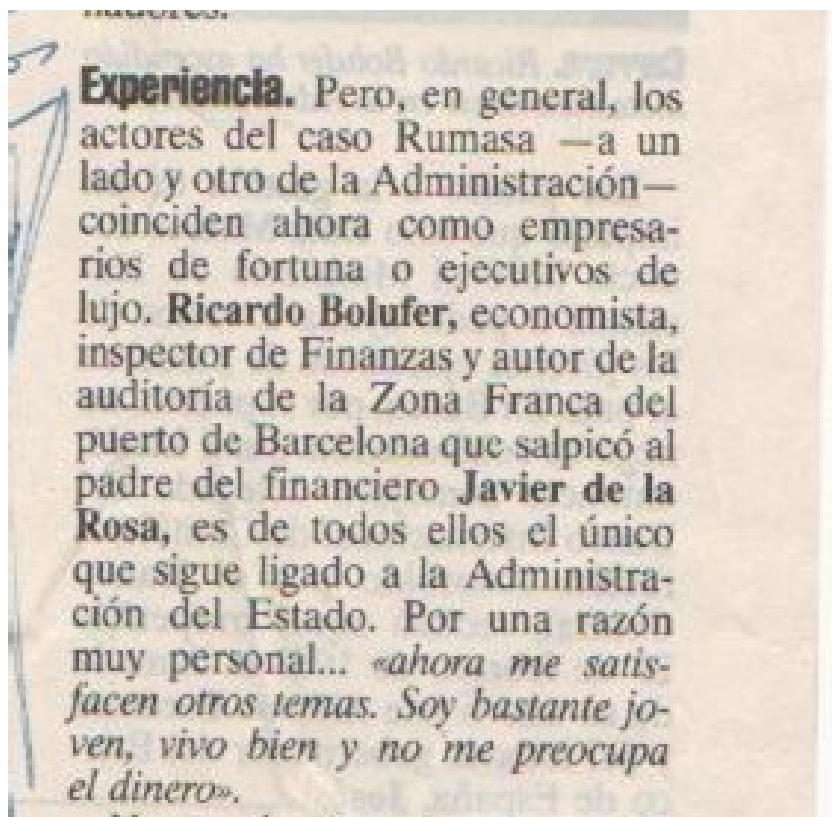 Experiencia. Pero, en general, los
actores del caso Rumasa —a un
lado y otro de la Administración—
coinciden ahora como empresa-
rios de fortuna o ejecutivos de
lujo. Ricardo Bolufer, economista,
inspector de Finanzas y autor de la
auditoría de la Zona Franca del
puerto de Barcelona que salpicó al
padre del financiero Javier de la
Rosa, es de todos ellos el único
que sigue ligado a la Administra-
ción del Estado. Por una razón
muy personal... «ahora me satis-
facen otros temas. Soy bastante jo-
ven, vivo bien y no me preocupa
el dinero».